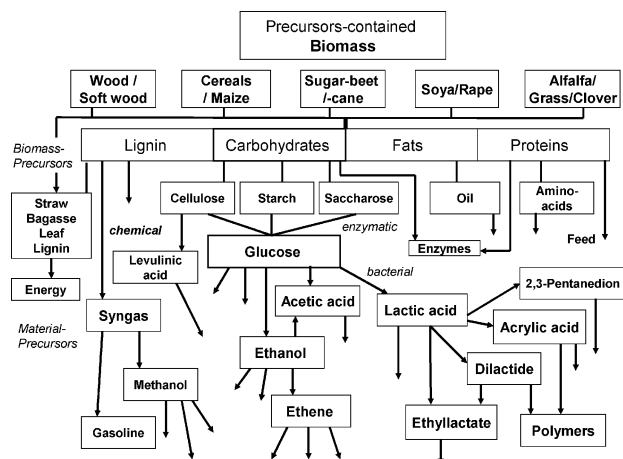 Precursors-contained
Biomass
Wood /
Soft wood
Cereals
/ Maize
Sugar-beet
/-cane
Soya/Rape
Alfalfa/
Grass/Clover
Biomass-
Precursors
Lignin
Carbohydrates
Fats
Proteins
Straw
Bagasse
Leaf
Lignin
Cellulose
Starch
Saccharose
Oil
Amino-
acids
chemical
enzymatic
Feed
Levulinic
acid
Glucose
Enzymes
Energy
bacterial
2,3-Pentanedion
Acetic acid
Lactic acid
Syngas
Acrylic acid
Material-
Precursors
Ethanol
Dilactide
Methanol
Ethene
Ethyllactate
Gasoline
Polymers